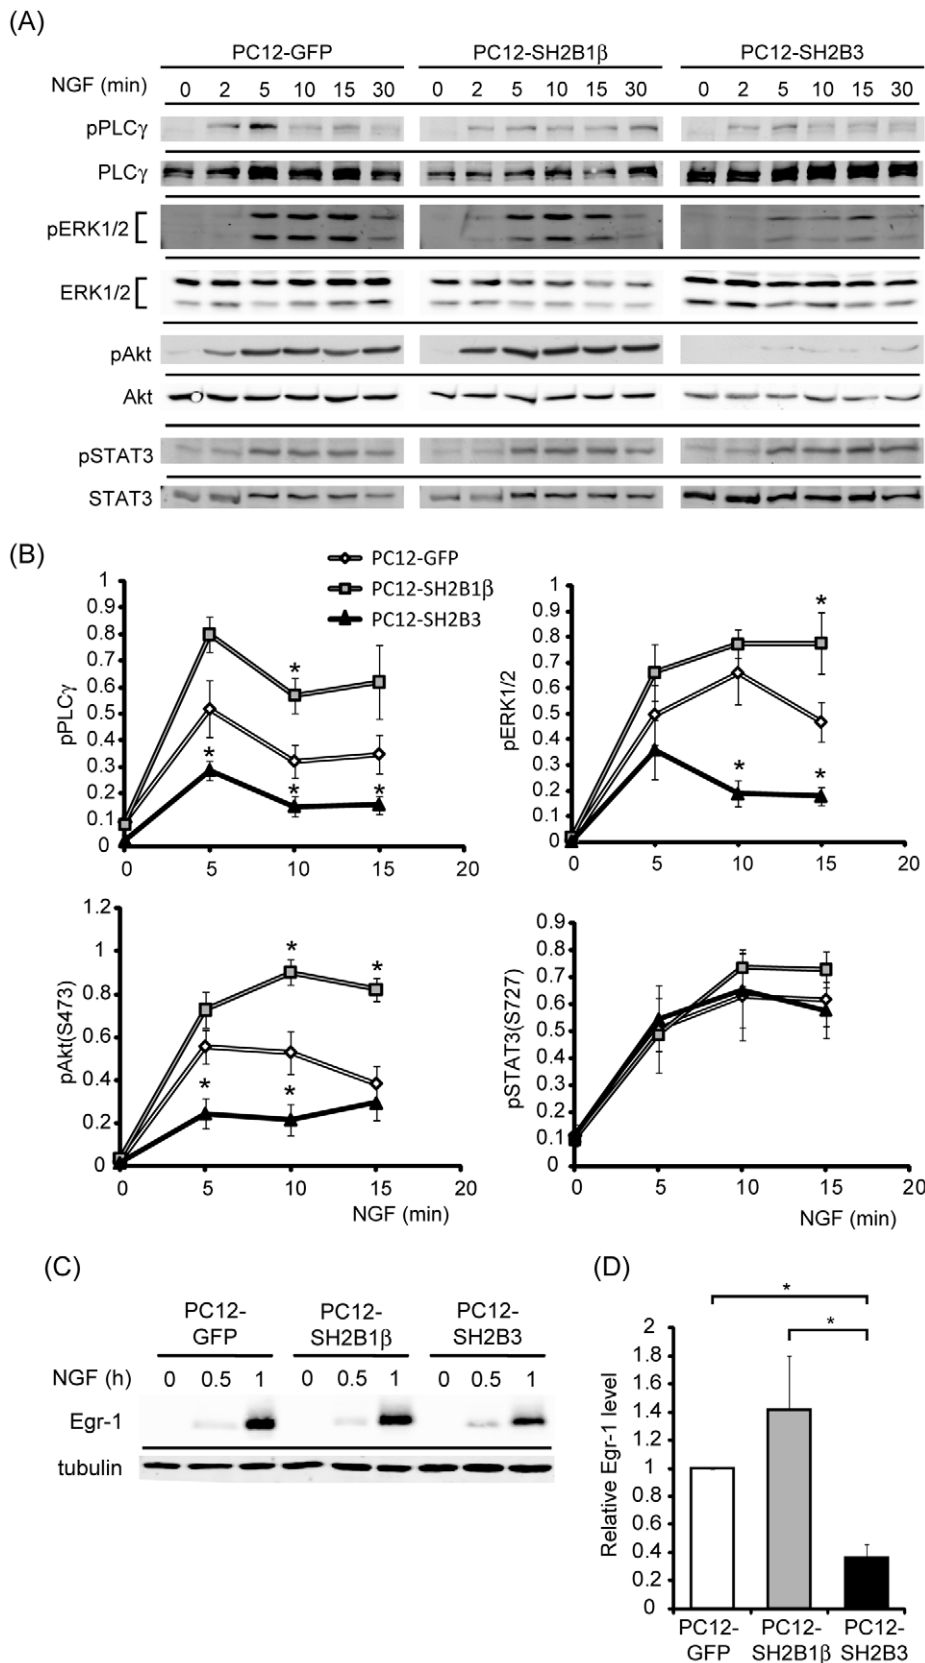 (A)
PC12-GFP PC12-SH2B1β PC12-SH2B3
NGF (min) 0 2 5 10 15 30 0 2 5 10 15 30 0 2 5 10 15 30
pPLCγ
PLCγ
pERK1/2
ERK1/2
pAkt
Akt
pSTAT3
STAT3
(B)
PC12-GFP
PC12-SH2B1β
PC12-SH2B3
pPLCγ
1
0.9
0.8
0.7
0.6
0.5
0.4
0.3
0.2
0.1
0
* * * *
0 5 10 15 20
pERK1/2
1
0.9
0.8
0.7
0.6
0.5
0.4
0.3
0.2
0.1
0
* * *
0 5 10 15 20
pAkt(S473)
1.2
1
0.8
0.6
0.4
0.2
0
* * * *
0 5 10 15 20
NGF (min)
pSTAT3(S727)
0.9
0.8
0.7
0.6
0.5
0.4
0.3
0.2
0.1
0
0 5 10 15 20
NGF (min)
(C)
PC12- PC12- PC12-
GFP SH2B1β SH2B3
NGF (h) 0 0.5 1 0 0.5 1 0 0.5 1
Egr-1
tubulin
(D)
*
*
Relative Egr-1 level
2
1.8
1.6
1.4
1.2
1
0.8
0.6
0.4
0.2
0
PC12- PC12- PC12-
GFP SH2B1β SH2B3